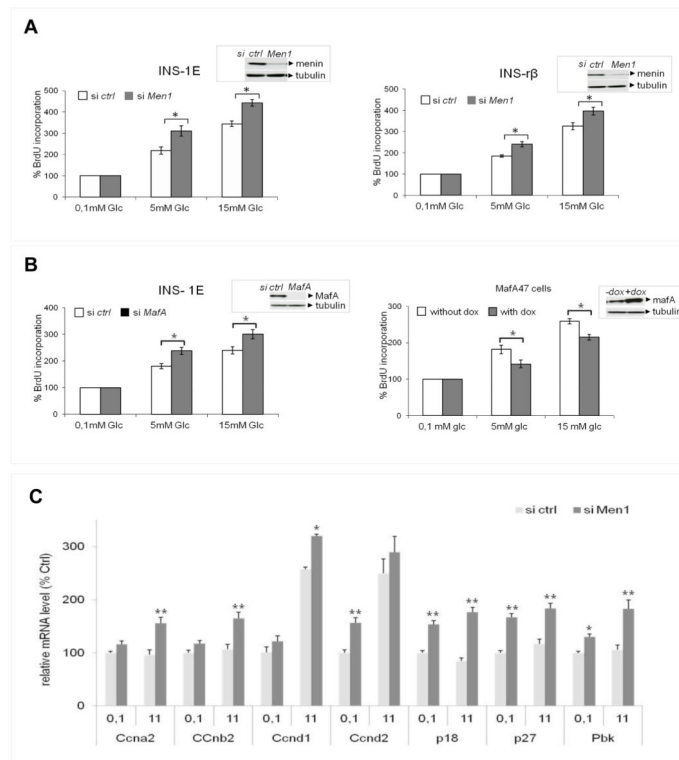 A
si ctrl Men1
menin
tubulin
INS-1E
si ctrl si Men1
% BrdU incorporation
500
400
300
200
100
0
* *
0,1mM Glc 5mM Glc 15mM Glc
si ctrl Men1
menin
tubulin
INS-rβ
si ctrl si Men1
% BrdU incorporation
500
400
300
200
100
0
* *
0,1mM Glc 5mM Glc 15mM Glc
B
INS- 1E
si ctrl MafA
MafA
tubulin
si ctrl si MafA
% BrdU incorporation
400
300
200
100
0
* *
0,1mM Glc 5mM Glc 15mM Glc
MafA47 cells
-dox +dox
mafA
tubulin
without dox
with dox
% BrdU incorporation
300
200
100
0
* *
0,1 mM glc 5mM glc 15 mM glc
C
si ctrl si Men1
relative mRNA level (% Ctrl)
300
200
100
0
** ** * ** ** ** ** ** * **
0,1 11 0,1 11 0,1 11 0,1 11 0,1 11 0,1 11 0,1 11
Ccna2 CCnb2 Ccnd1 Ccnd2 p18 p27 Pbk